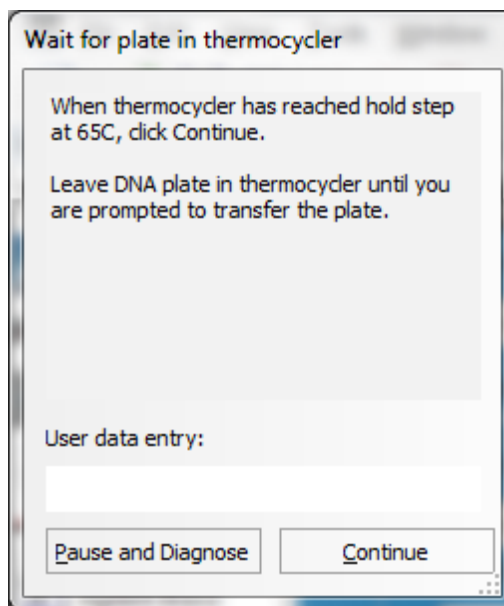 Wait for plate in thermocycler
When thermocycler has reached hold step
at 65C, click Continue.
Leave DNA plate in thermocycler until you
are prompted to transfer the plate.
User data entry:
Pause and Diagnose
Continue